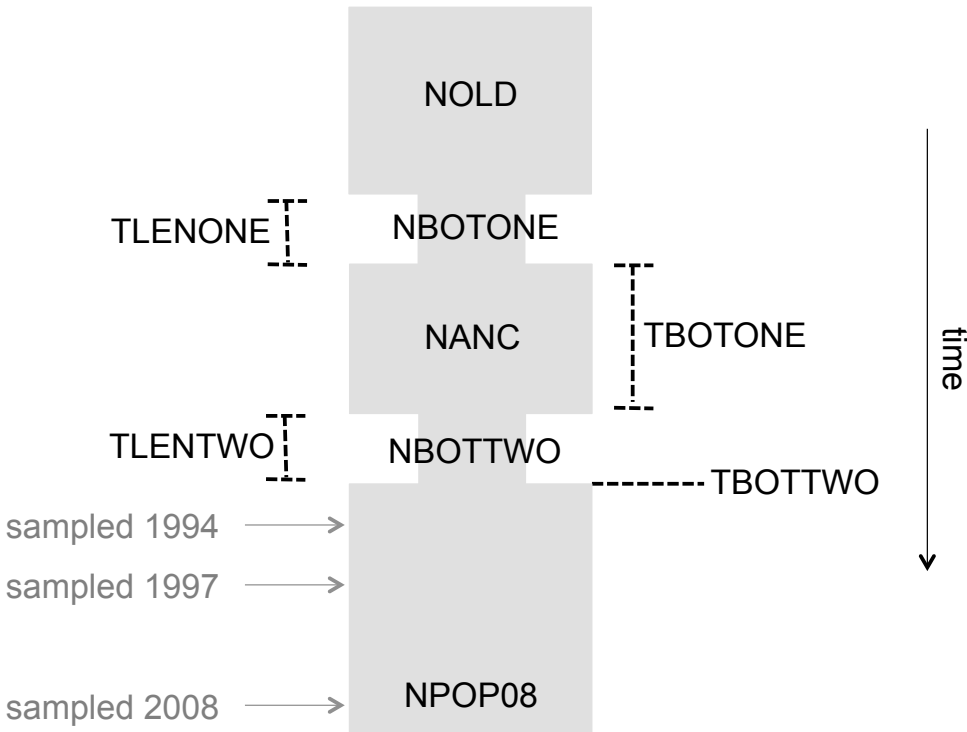 NOLD
TLENONE
NBOTONE
NANC
TBOTONE
time
TLENTWO
NBOTTWO
TBOTTWO
sampled 1994
sampled 1997
sampled 2008
NPOP08